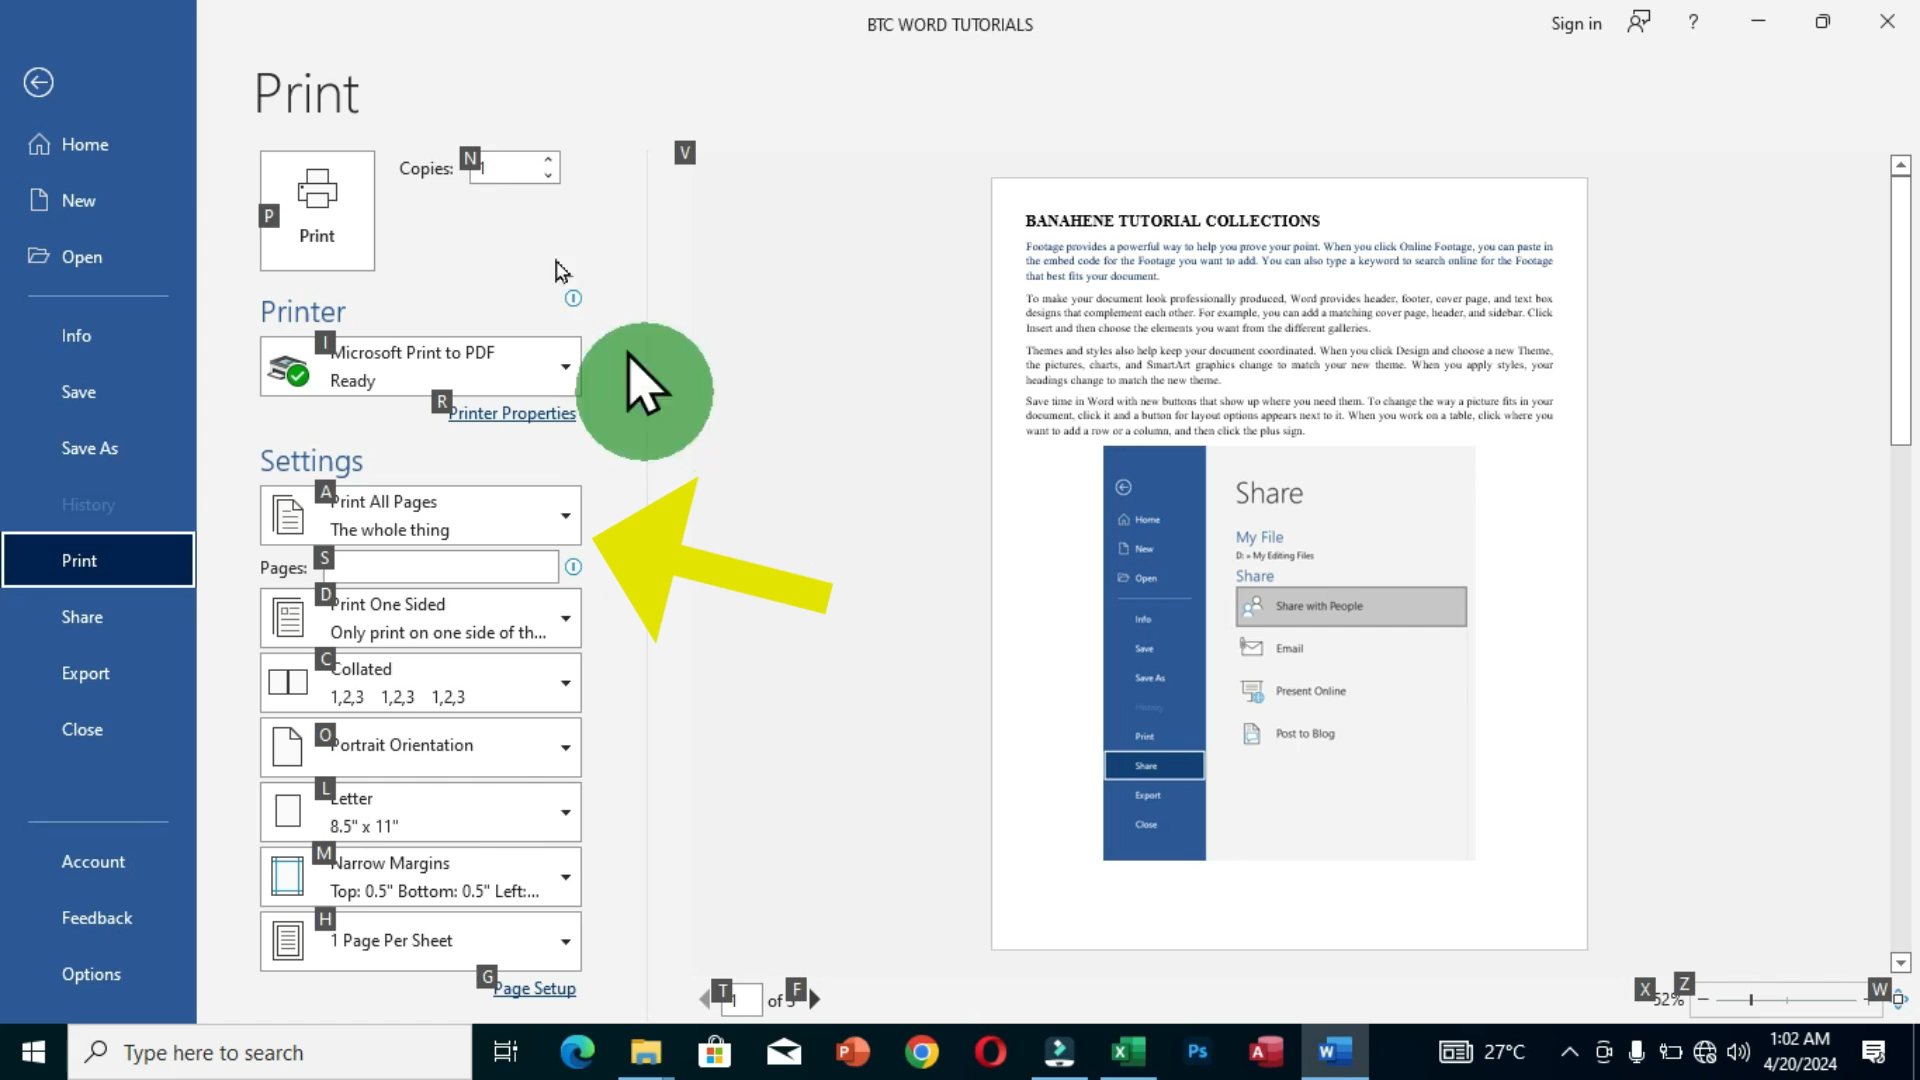 BTC WORD TUTORIALS
Sign in
?
Home
New
Open
Info
Save
Save As
History
Print
Share
Export
Close
Account
Feedback
Options
Print
P
Print
Copies:
N
1
V
Printer
I
Microsoft Print to PDF
Ready
R
Printer Properties
Settings
A
Print All Pages
The whole thing
Pages:
S
D
Print One Sided
Only print on one side of th...
C
Collated
1,2,3 1,2,3 1,2,3
O
Portrait Orientation
L
Letter
8.5" x 11"
M
Narrow Margins
Top: 0.5" Bottom: 0.5" Left:...
H
1 Page Per Sheet
G
Page Setup
BANAHENE TUTORIAL COLLECTIONS
Footage provides a powerful way to help you prove your point. When you click Online Footage, you can paste in
the embed code for the Footage you want to add. You can also type a keyword to search online for the Footage
that best fits your document.
To make your document look professionally produced, Word provides header, footer, cover page, and text box
designs that complement each other. For example, you can add a matching cover page, header, and sidebar. Click
Insert and then choose the elements you want from the different galleries.
Themes and styles also help keep your document coordinated. When you click Design and choose a new Theme,
the pictures, charts, and SmartArt graphics change to match your new theme. When you apply styles, your
headings change to match the new theme.
Save time in Word with new buttons that show up where you need them. To change the way a picture fits in your
document, click it and a button for layout options appears next to it. When you work on a table, click where you
want to add a row or a column, and then click the plus sign.
Home
New
Open
Info
Save
Save As
History
Print
Share
Export
Close
Share
My File
D: » My Editing Files
Share
Share with People
Email
Present Online
Post to Blog
T
1
of
F
X
52%
Z
W
Type here to search
P
X
Ps
A
W
27°C
1:02 AM
4/20/2024